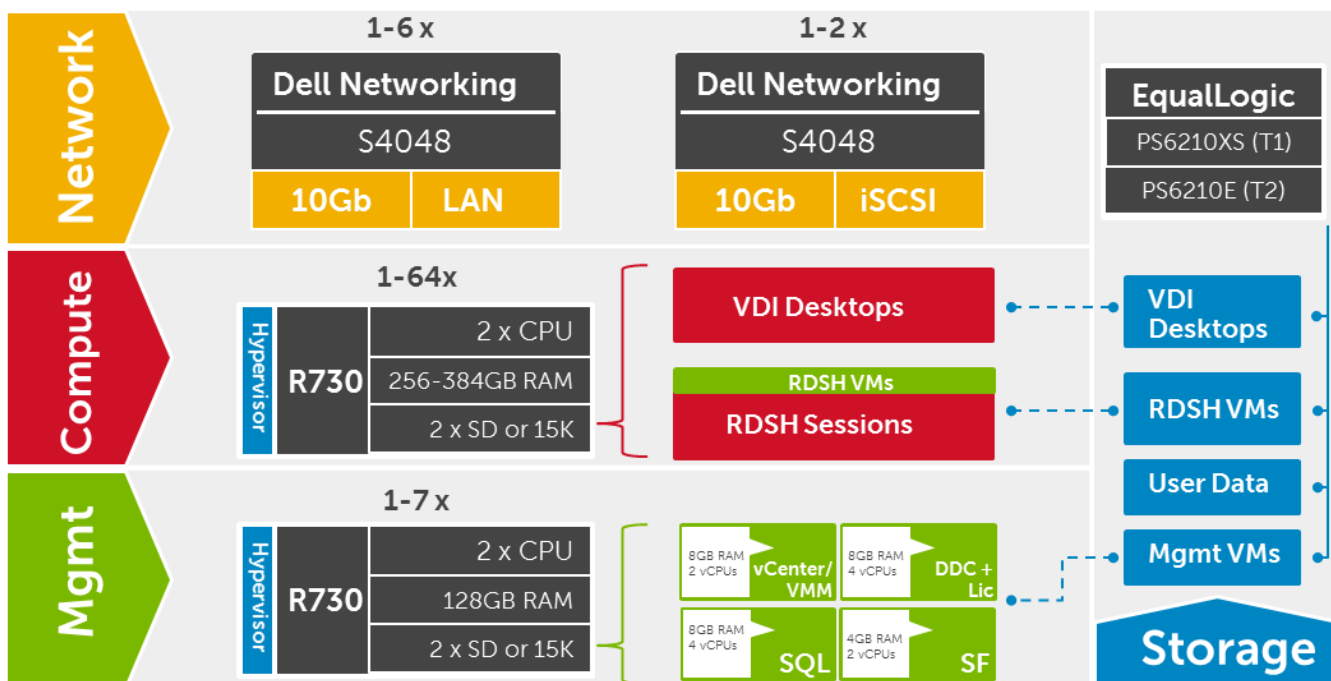 Network
1-6 x
Dell Networking
S4048
10Gb LAN
1-2 x
Dell Networking
S4048
10Gb iSCSI
EqualLogic
PS6210XS (T1)
PS6210E (T2)
Compute
1-64x
Hypervisor
R730
2 x CPU
256-384GB RAM
2 x SD or 15K
VDI Desktops
RDSH VMs
RDSH Sessions
VDI
Desktops
RDSH VMs
User Data
Mgmt VMs
Storage
Mgmt
1-7 x
Hypervisor
R730
2 x CPU
128GB RAM
2 x SD or 15K
8GB RAM
2 vCPUs
vCenter/
VMM
8GB RAM
4 vCPUs
DDC +
Lic
8GB RAM
4 vCPUs
SQL
4GB RAM
2 vCPUs
SF